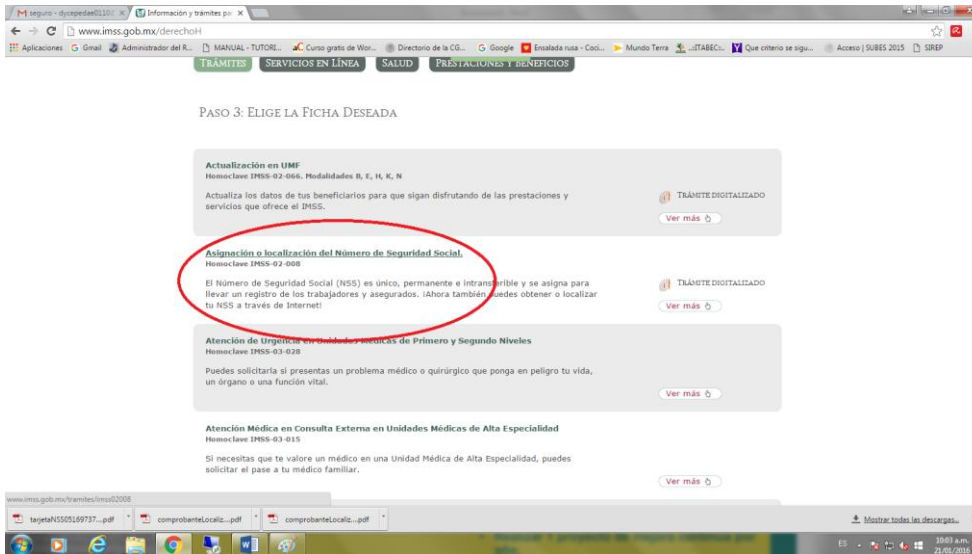 M seguro - dycepedae01102
Información y trámites pa
www.imss.gob.mx/derechoH
Aplicaciones
Gmail
Administrador del R...
MANUAL - TUTORI...
Curso gratis de Wor...
Directorio de la CG...
Google
Ensalada rusa - Coci...
Mundo Terra
Que criterio se sigu...
Acceso | SUBES 2015
SIREP
TRÁMITES
SERVICIOS EN LÍNEA
SALUD
PRESTACIONES Y BENEFICIOS
PASO 3: ELIGE LA FICHA DESEADA
Actualización en UMF
Homoclave IMSS-02-066. Modalidades B, E, H, K, N
Actualiza los datos de tus beneficiarios para que sigan disfrutando de las prestaciones y
servicios que ofrece el IMSS.
TRÁMITE DIGITALIZADO
Ver más
Asignación o localización del Número de Seguridad Social.
Homoclave IMSS-02-008
El Número de Seguridad Social (NSS) es único, permanente e intransferible y se asigna para
llevar un registro de los trabajadores y asegurados. ¡Ahora también puedes obtener o localizar
tu NSS a través de Internet!
TRÁMITE DIGITALIZADO
Ver más
Atención de Urgencia en Unidades Médicas de Primero y Segundo Niveles
Homoclave IMSS-03-028
Puedes solicitarla si presentas un problema médico o quirúrgico que ponga en peligro tu vida,
un órgano o una función vital.
Ver más
Atención Médica en Consulta Externa en Unidades Médicas de Alta Especialidad
Homoclave IMSS-03-015
Si necesitas que te valore un médico en una Unidad Médica de Alta Especialidad, puedes
solicitar el pase a tu médico familiar.
Ver más
www.imss.gob.mx/tramites/imss02008
tarjetaNSS05169737....pdf
comprobanteLocaliz...pdf
comprobanteLocaliz...pdf
Mostrar todas las descargas...
ES
10:03 a.m.
21/01/2016